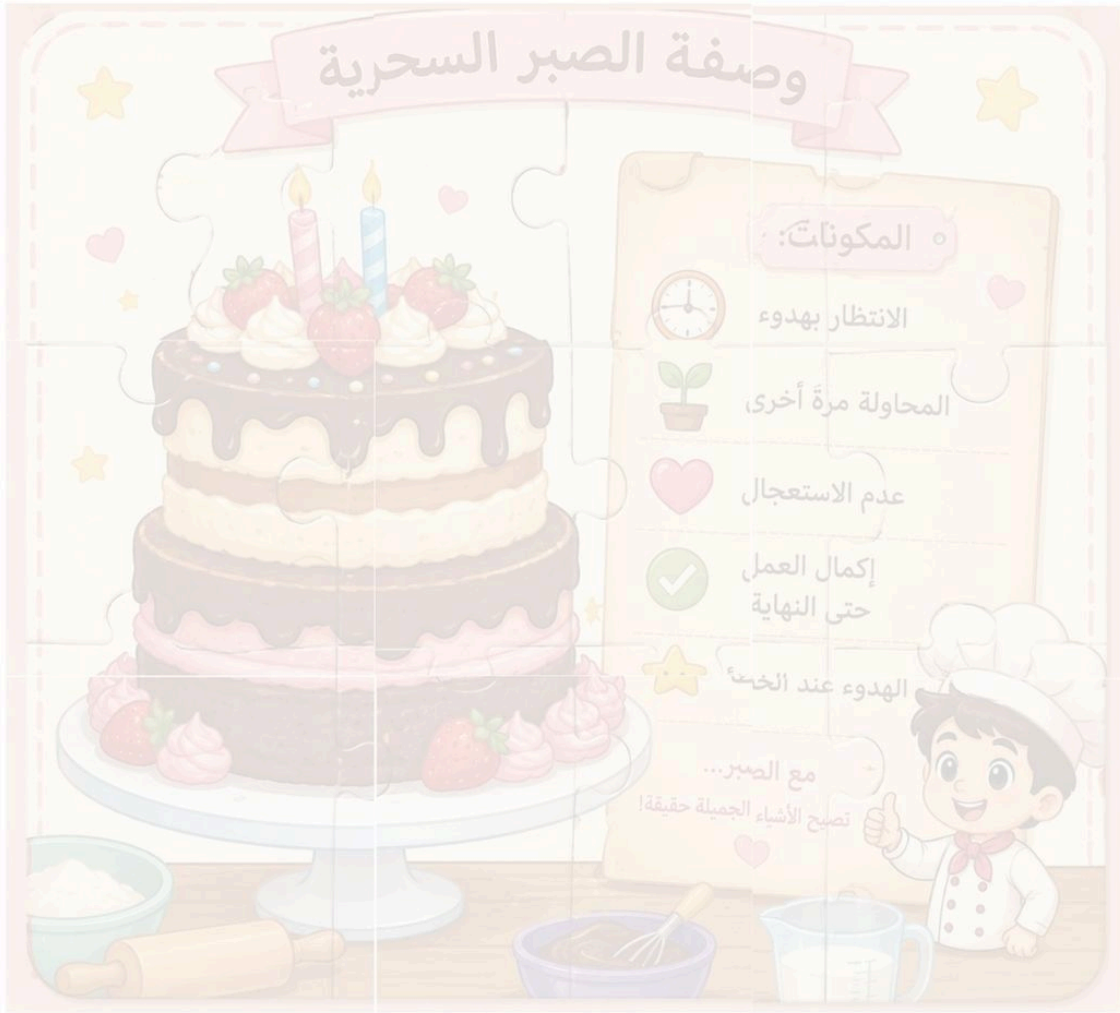 وصفة الصبر السحرية
المكونات:
الانتظار بهدوء
المحاولة مرةً أخرى
عدم الاستعجال
إكمال العمل
حتى النهاية
الهدوء عند
مع الصبر...
تصبح الأشياء الجميلة حقيقة!